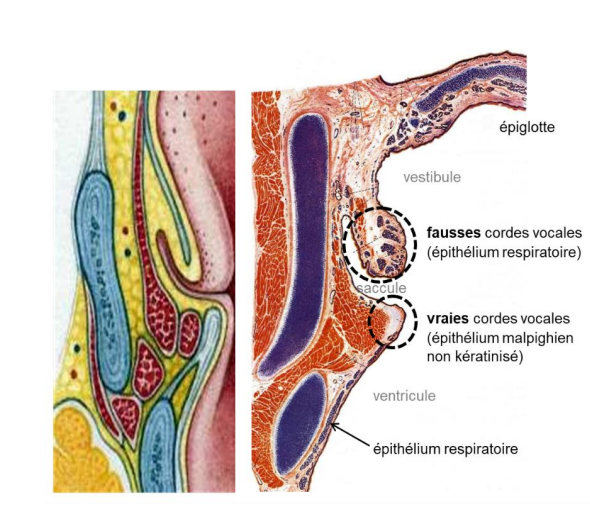 épiglotte
vestibule
fausses cordes vocales
(épithélium respiratoire)
saccule
vraies cordes vocales
(épithélium malpighien
non kératinisé)
ventricule
épithélium respiratoire